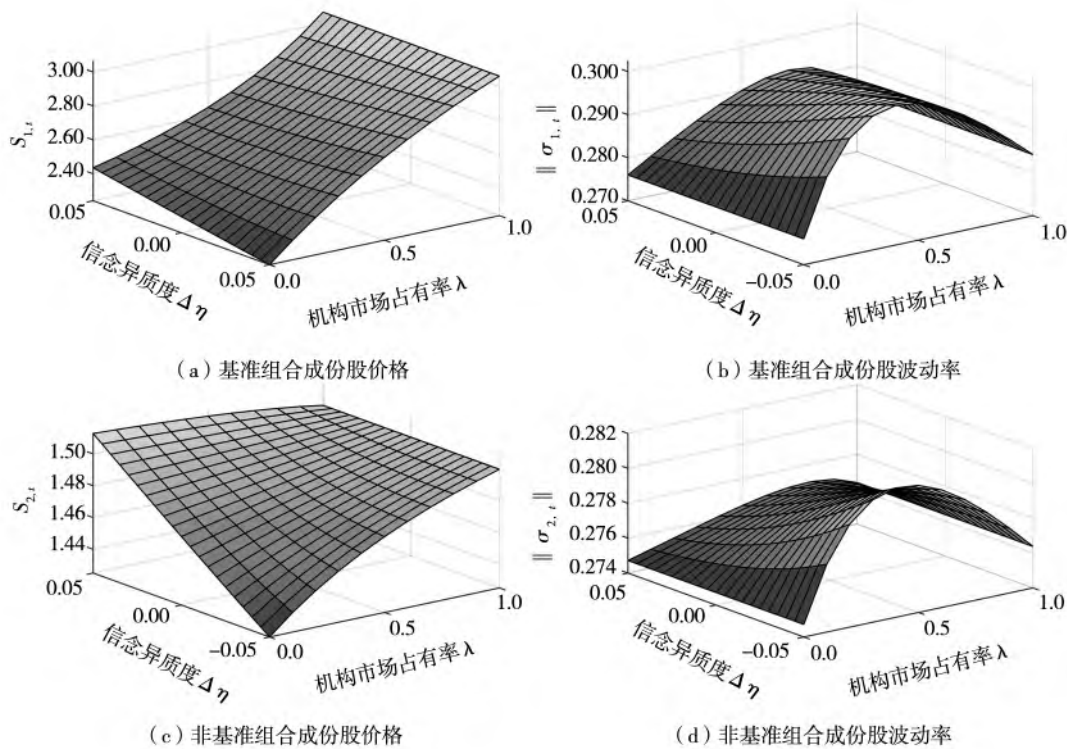 3.00
2.80
2.60
2.40
S1,t
0.05
0.00
0.05
信念异质度Δη
0.0
0.5
1.0
机构市场占有率λ
(a)基准组合成份股价格
0.300
0.290
0.280
0.270
‖σ1,t‖
0.05
0.00
-0.05
信念异质度Δη
0.0
0.5
1.0
机构市场占有率λ
(b)基准组合成份股波动率
1.50
1.48
1.46
1.44
S2,t
0.05
0.00
-0.05
信念异质度Δη
0.0
0.5
1.0
机构市场占有率λ
(c)非基准组合成份股价格
0.282
0.280
0.278
0.276
0.274
‖σ2,t‖
0.05
0.00
-0.05
信念异质度Δη
0.0
0.5
1.0
机构市场占有率λ
(d)非基准组合成份股波动率